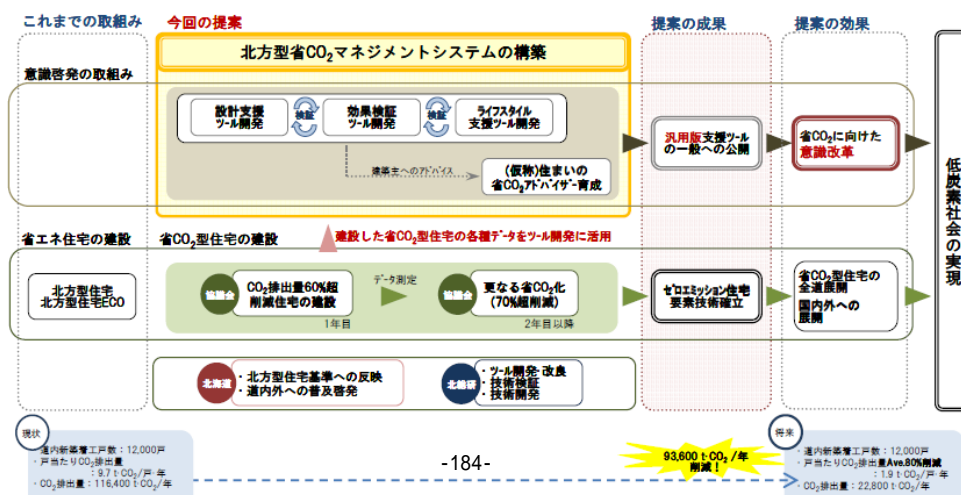 これまでの取組み
今回の提案
提案の成果
提案の効果
北方型省CO₂マネジメントシステムの構築
意識啓発の取組み
設計支援
ツール開発
検証
効果検証
ツール開発
検証
ライフスタイル
支援ツール開発
建築主へのアドバイス
(仮称)住まいの
省CO₂アドバイザー育成
汎用版支援ツール
の一般への公開
省CO₂に向けた
意識改革
低炭素社会の実現
省エネ住宅の建設
省CO₂型住宅の建設
建設した省CO₂型住宅の各種データをツール開発に活用
北方型住宅
北方型住宅ECO
協議会
CO₂排出量60%超
削減住宅の建設
1年目
データ測定
協議会
更なる省CO₂化
(70%超削減)
2年目以降
ゼロエミッション住宅
要素技術確立
省CO₂型住宅の
全道展開
国内外への
展開
北海道
・北方型住宅基準への反映
・道内外への普及啓発
北総研
・ツール開発・改良
・技術検証
・技術開発
現状
・道内新築着工戸数：12,000戸
・戸当たりCO₂排出量
：9.7 t-CO₂/戸・年
・CO₂排出量：116,400 t-CO₂/年
-184-
93,600 t-CO₂/年
削減！
将来
・道内新築着工戸数：12,000戸
・戸当たりCO₂排出量Ave.80%削減
：1.9 t-CO₂/戸・年
・CO₂排出量：22,800 t-CO₂/年